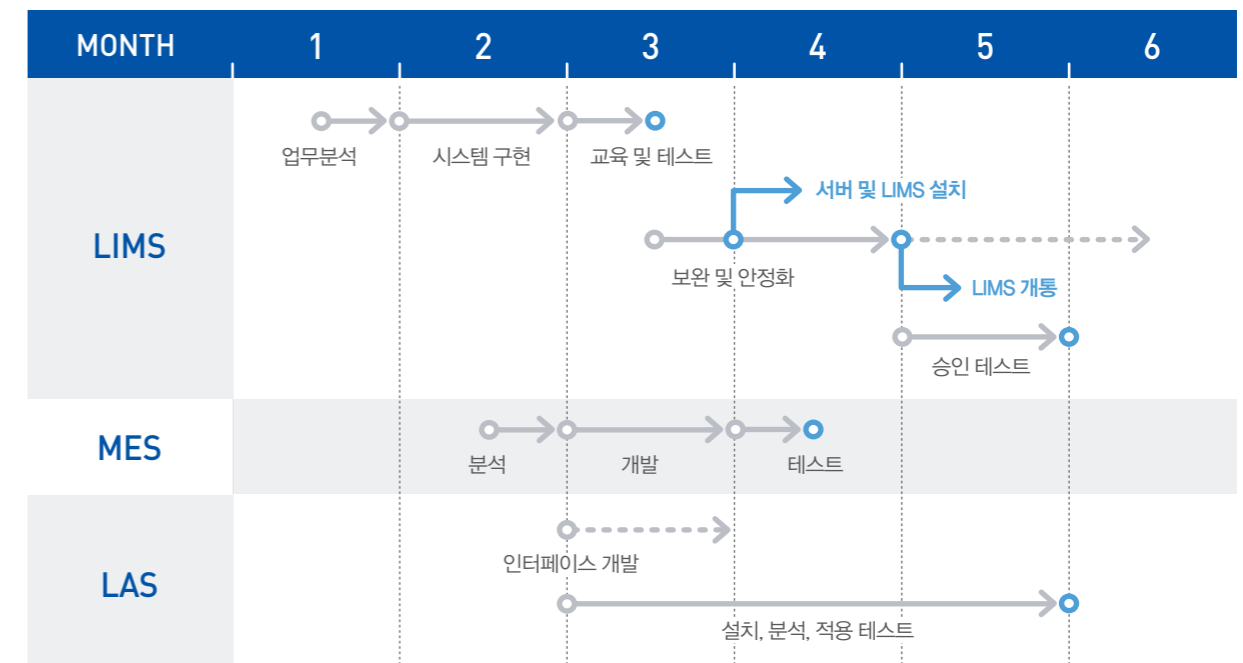 MONTH 1 2 3 4 5 6
LIMS
업무분석 시스템 구현 교육 및 테스트
서버 및 LIMS 설치
보완 및 안정화
LIMS 개통
승인 테스트
MES
분석 개발 테스트
LAS
인터페이스 개발
설치, 분석, 적용 테스트